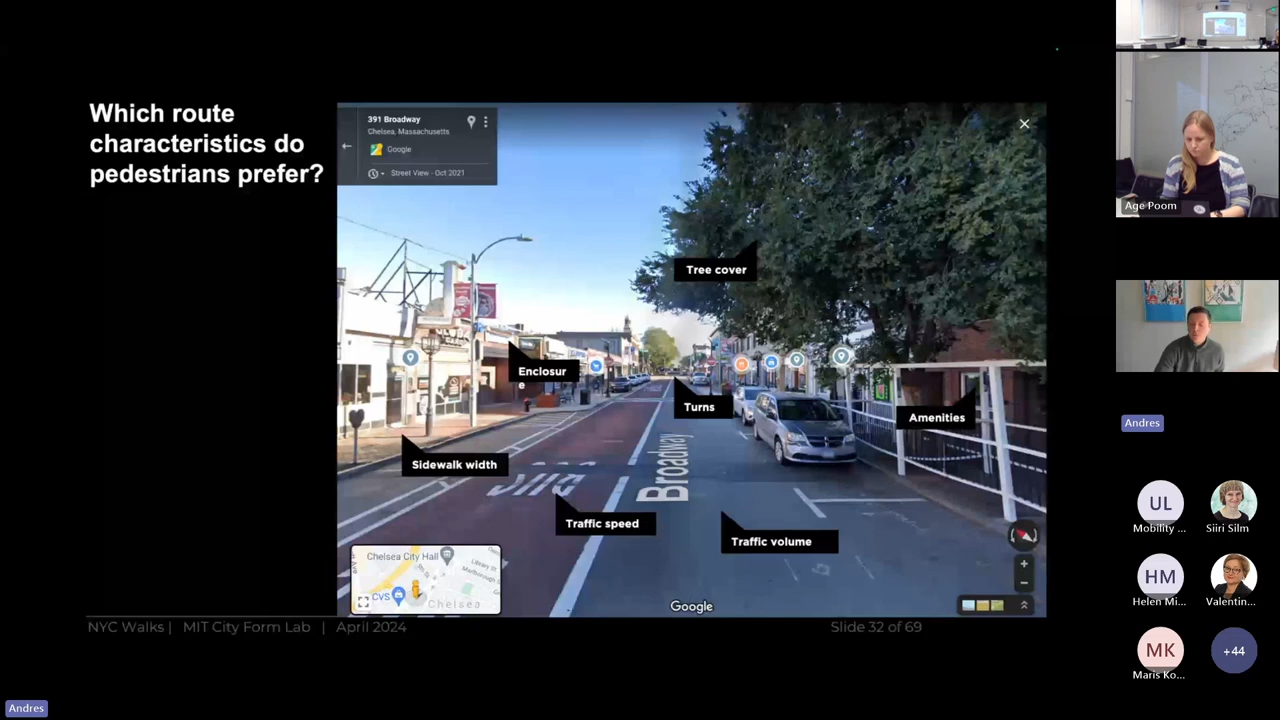 Which route
characteristics do
pedestrians prefer?
391 Broadway
Chelsea, Massachusetts
Google
Street View - Oct 2021
Tree cover
Enclosur
e
Turns
Amenities
Sidewalk width
Traffic speed
Traffic volume
Broadway
Chelsea City Hall
CVS
Chelsea
Google
NYC Walks | MIT City Form Lab | April 2024
Slide 32 of 69
Age Poom
Andres
UL
Mobility ...
Siiri Silm
HM
Helen Mi...
Valentin...
MK
Maris Ko...
+44
Andres